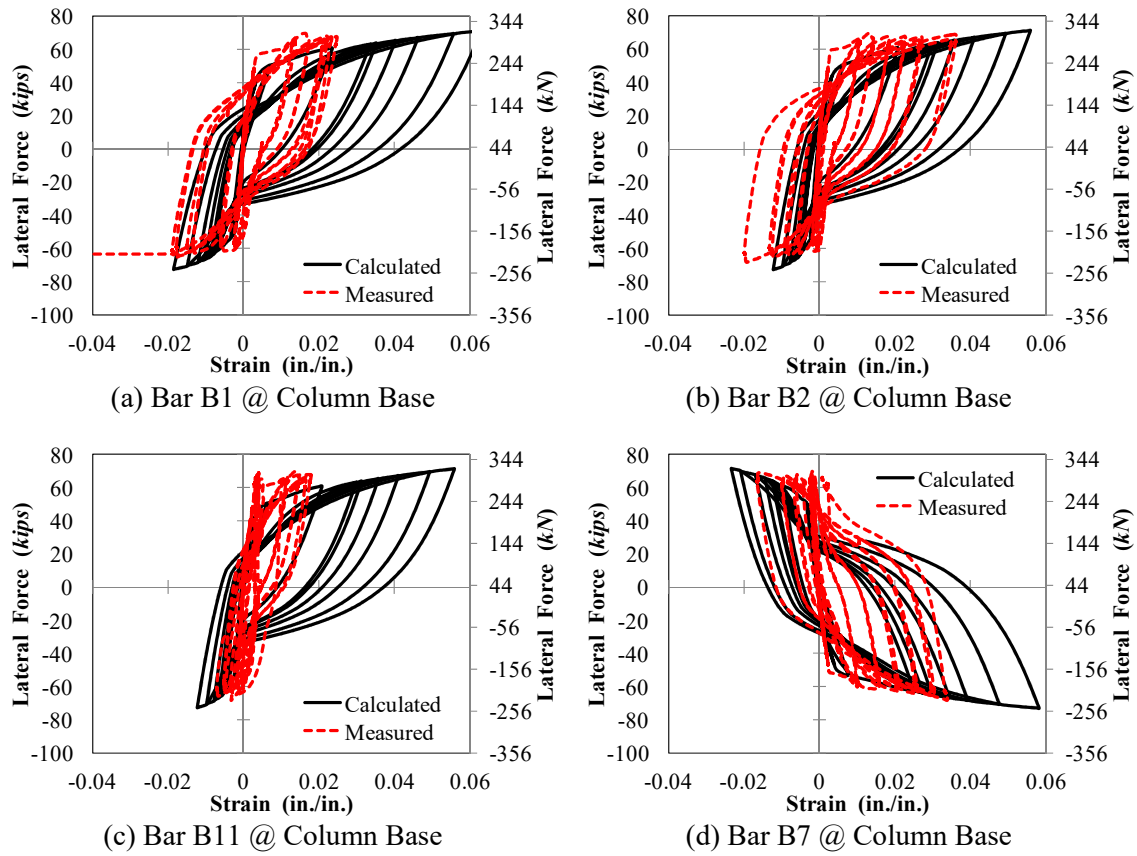 80
60
40
20
0
-20
-40
-60
-80
-100
Lateral Force (kips)
344
244
144
44
-56
-156
-256
-356
Lateral Force (kN)
Calculated
Measured
-0.04 -0.02 0 0.02 0.04 0.06
Strain (in./in.)
(a) Bar B1 @ Column Base
80
60
40
20
0
-20
-40
-60
-80
-100
Lateral Force (kips)
344
244
144
44
-56
-156
-256
-356
Lateral Force (kN)
Calculated
Measured
-0.04 -0.02 0 0.02 0.04 0.06
Strain (in./in.)
(b) Bar B2 @ Column Base
80
60
40
20
0
-20
-40
-60
-80
-100
Lateral Force (kips)
344
244
144
44
-56
-156
-256
-356
Lateral Force (kN)
Calculated
Measured
-0.04 -0.02 0 0.02 0.04 0.06
Strain (in./in.)
(c) Bar B11 @ Column Base
80
60
40
20
0
-20
-40
-60
-80
-100
Lateral Force (kips)
344
244
144
44
-56
-156
-256
-356
Lateral Force (kN)
Calculated
Measured
-0.04 -0.02 0 0.02 0.04 0.06
Strain (in./in.)
(d) Bar B7 @ Column Base